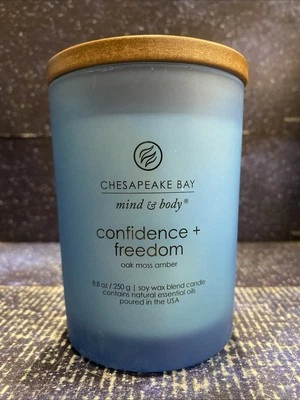 CHESAPEAKE BAY
mind & body®
confidence +
freedom
oak moss amber
8.8 oz / 250 g | soy wax blend candle
contains natural essential oils
poured in the USA